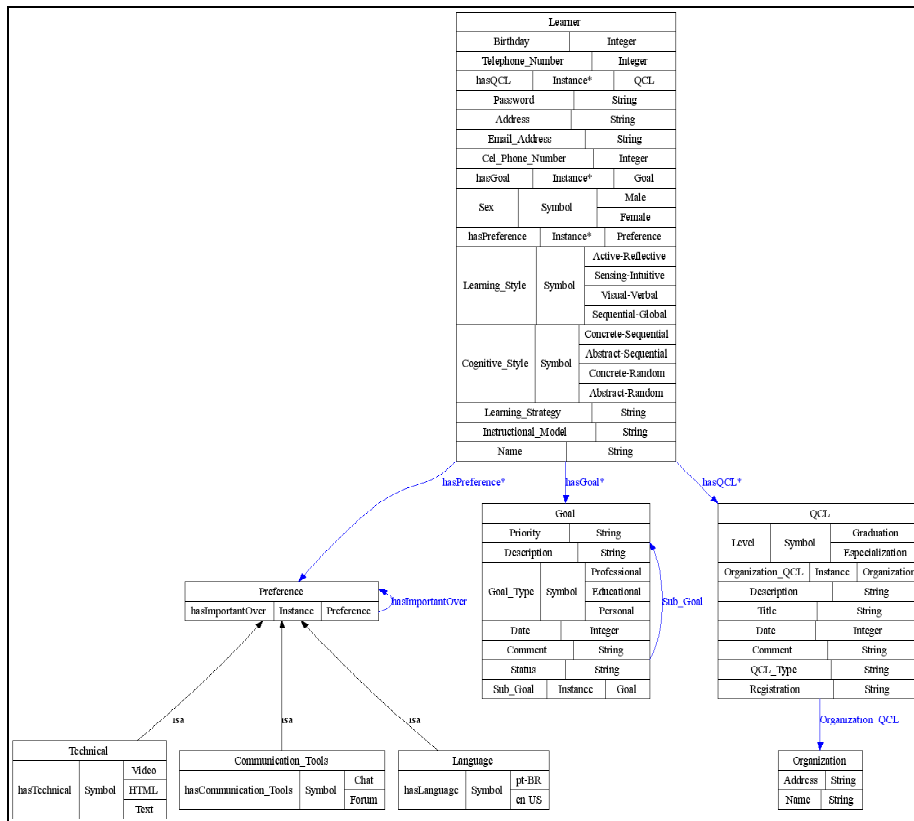 Learner
Birthday Integer
Telephone_Number Integer
hasQCL Instance* QCL
Password String
Address String
Email_Address String
Cel_Phone_Number Integer
hasGoal Instance* Goal
Sex Symbol Male
Female
hasPreference Instance* Preference
Learning_Style Symbol Active-Reflective
Sensing-Intuitive
Visual-Verbal
Sequential-Global
Cognitive_Style Symbol Concrete-Sequential
Abstract-Sequential
Concrete-Random
Abstract-Random
Learning_Strategy String
Instructional_Model String
Name String
hasPreference* hasGoal* hasQCL*
Goal
Priority String
Description String
Goal_Type Symbol Professional
Educational
Personal
Date Integer
Comment String
Status String
Sub_Goal Instance Goal
Sub_Goal
QCL
Level Symbol Graduation
Especialization
Organization_QCL Instance Organization
Description String
Title String
Date Integer
Comment String
QCL_Type String
Registration String
Preference
hasImportantOver Instance Preference
hasImportantOver
isa isa isa
Organization_QCL
Technical
hasTechnical Symbol Video
HTML
Text
Communication_Tools
hasCommunication_Tools Symbol Chat
Forum
Language
hasLanguage Symbol pt-BR
en US
Organization
Address String
Name String